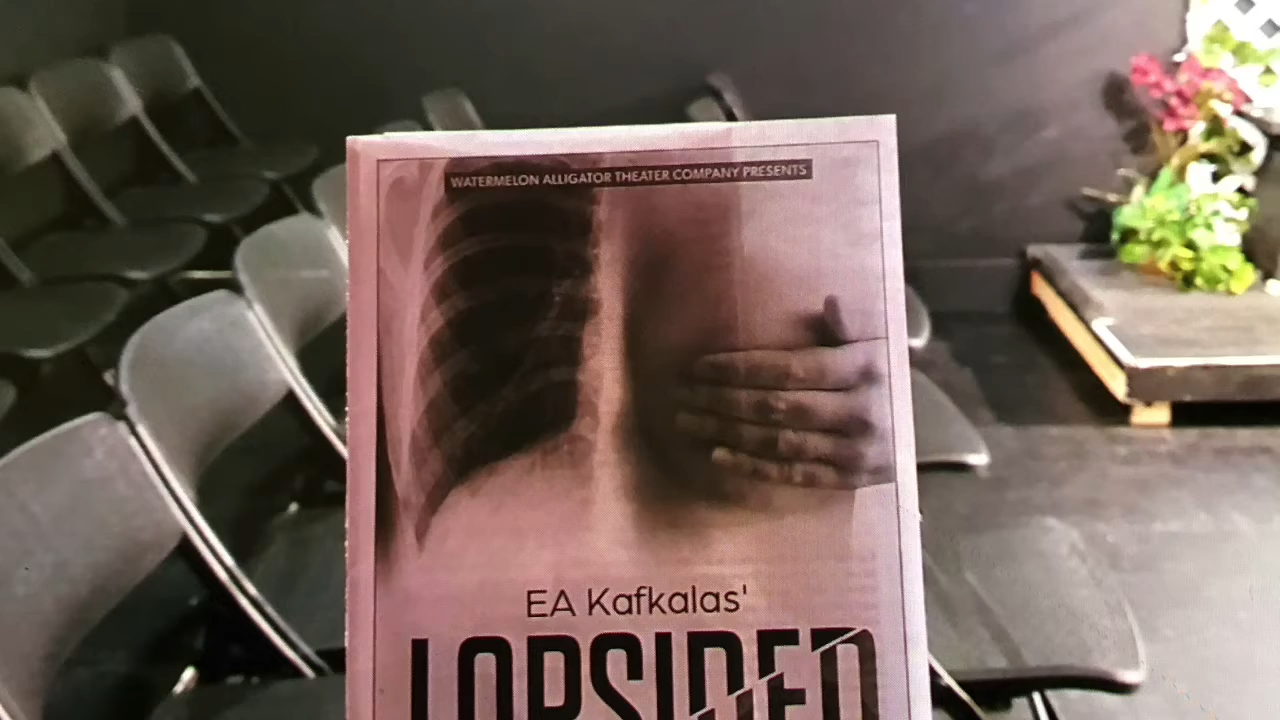 WATERMELON ALLIGATOR THEATER COMPANY PRESENTS
EA Kafkalas'
LOPSIDED